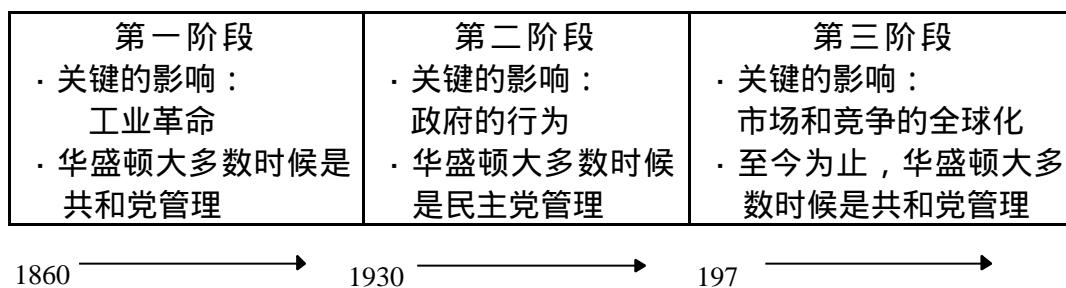 第一阶段
· 关键的影响：
工业革命
· 华盛顿大多数时候是
共和党管理
第二阶段
· 关键的影响：
政府的行为
· 华盛顿大多数时候
是民主党管理
第三阶段
· 关键的影响：
市场和竞争的全球化
· 至今为止，华盛顿大多
数时候是共和党管理
1860
1930
197